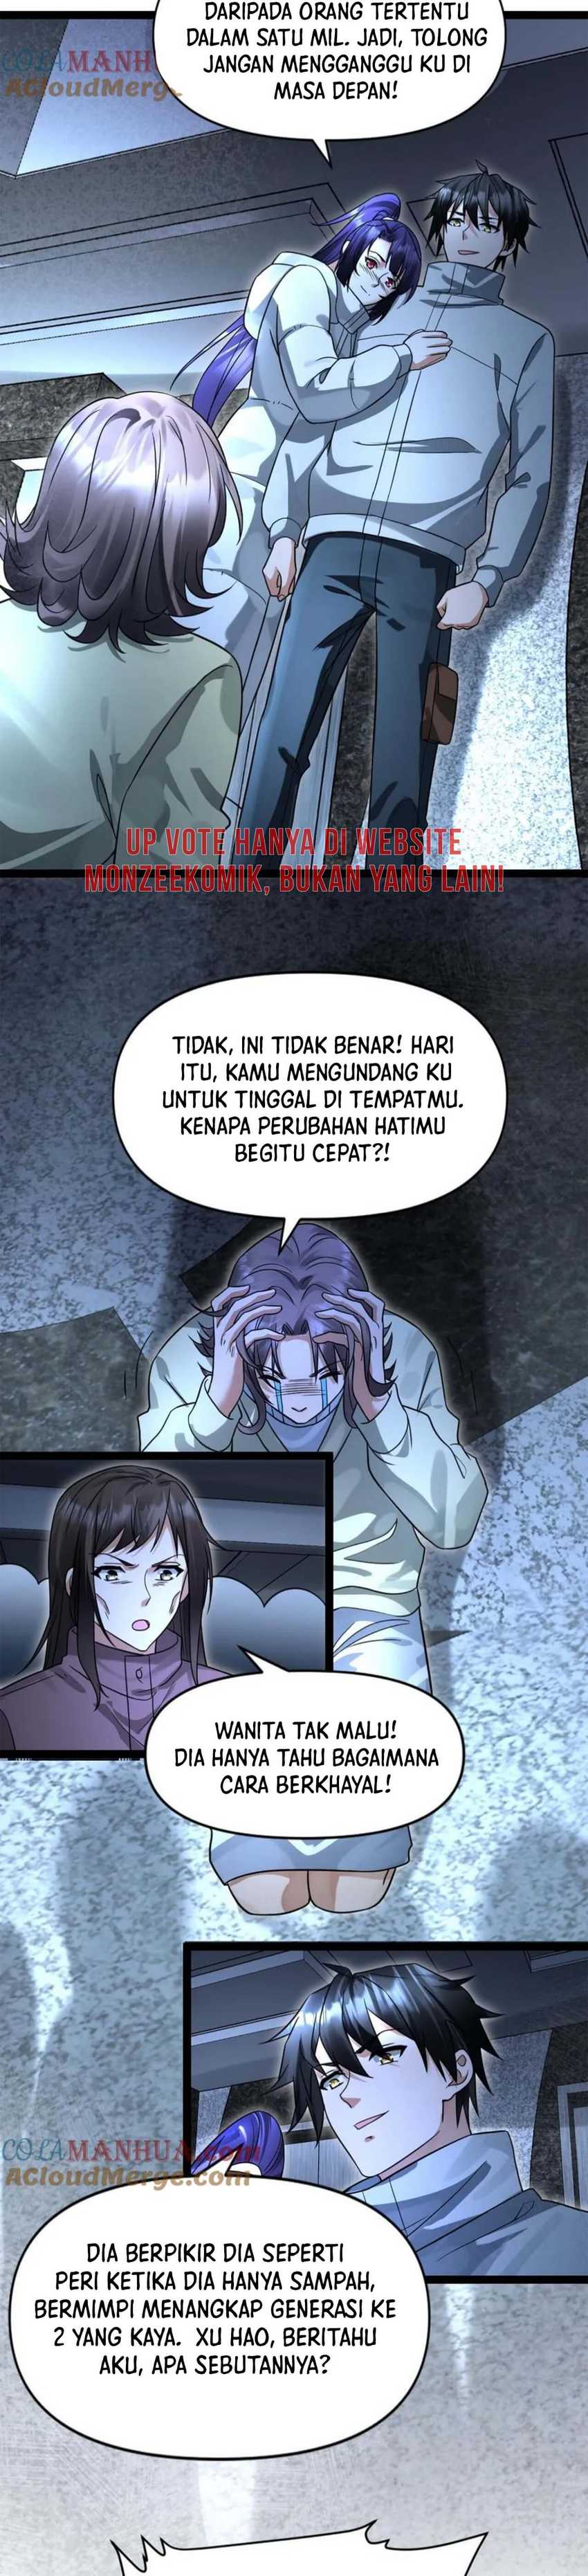 DARIPADA ORANG TERTENTU
DALAM SATU MIL. JADI, TOLONG
JANGAN MENGGANGGU KU DI
MASA DEPAN!
COLAMANHUA
ACloudMerge
UP VOTE HANYA DI WEBSITE
MONZEEKOMIK, BUKAN YANG LAIN!
TIDAK, INI TIDAK BENAR! HARI
ITU, KAMU MENGUNDANG KU
UNTUK TINGGAL DI TEMPATMU.
KENAPA PERUBAHAN HATIMU
BEGITU CEPAT?!
WANITA TAK MALU!
DIA HANYA TAHU BAGAIMANA
CARA BERKHAYAL!
COLAMANHUA.com
ACloudMerge.com
DIA BERPIKIR DIA SEPERTI
PERI KETIKA DIA HANYA SAMPAH,
BERMIMPI MENANGKAP GENERASI KE
2 YANG KAYA. XU HAO, BERITAHU
AKU, APA SEBUTANNYA?